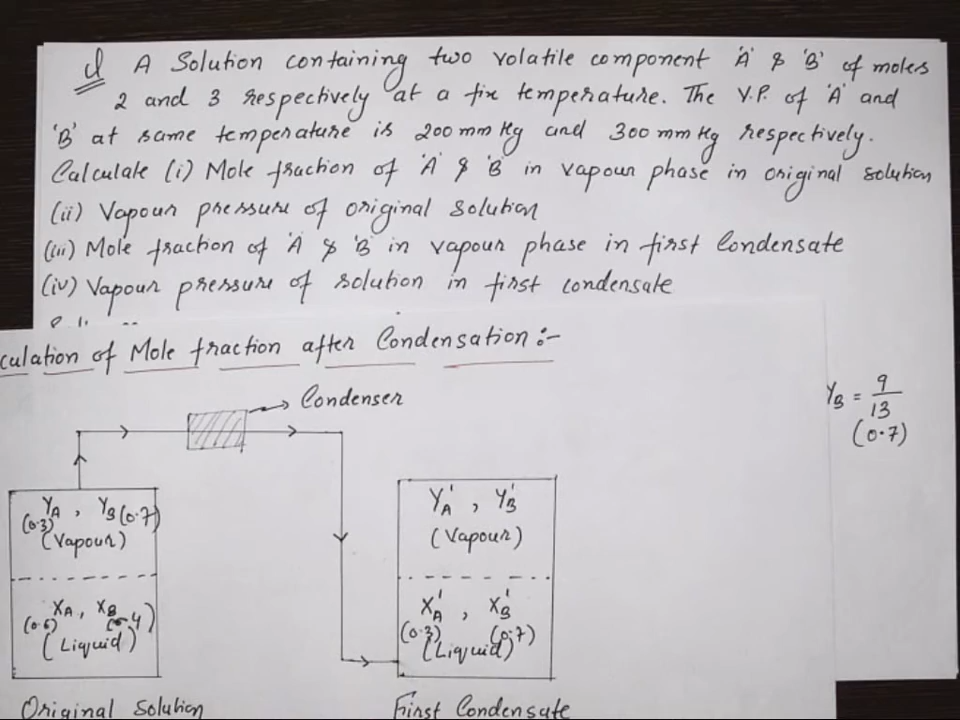 Q A Solution containing two volatile component 'A' & 'B' of moles
2 and 3 respectively at a fix temperature. The V.P. of 'A' and
'B' at same temperature is 200 mm Hg and 300 mm Hg respectively.
Calculate (i) Mole fraction of 'A' & 'B' in vapour phase in original solution
(ii) Vapour pressure of original solution
(iii) Mole fraction of 'A' & 'B' in vapour phase in first condensate
(iv) Vapour pressure of solution in first condensate
culation of Mole fraction after Condensation :-
Condenser
YB = 9/13
(0.7)
YA , YB (0.7)
(0.3)
(Vapour)
XA , XB
(0.6)
(Liquid)
Original Solution
YA' , YB'
(Vapour)
XA' , XB'
(0.3) (0.7)
(Liquid)
First Condensate